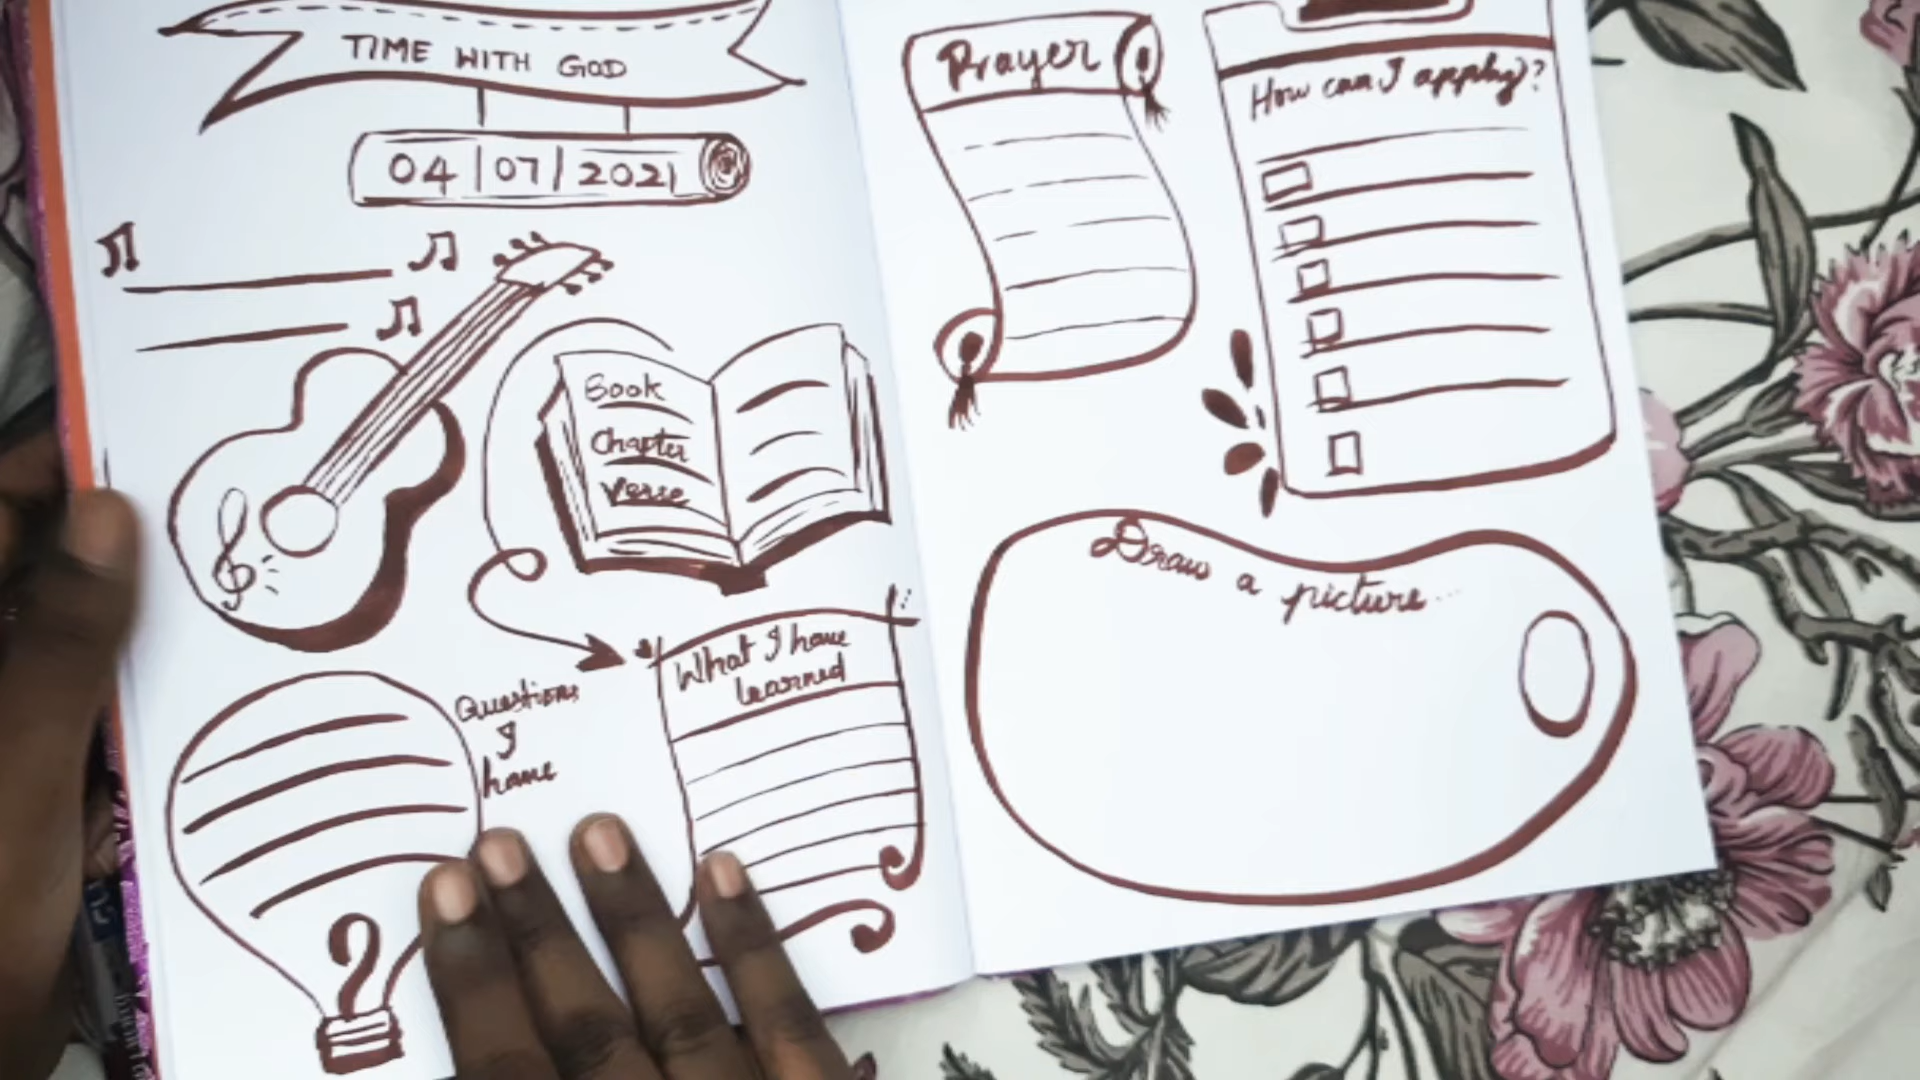 TIME WITH GOD
04|07|2021
Book
Chapter
Verse
What I have
learned
Questions
I
have
?
Prayer
How can I apply?
Draw a picture...